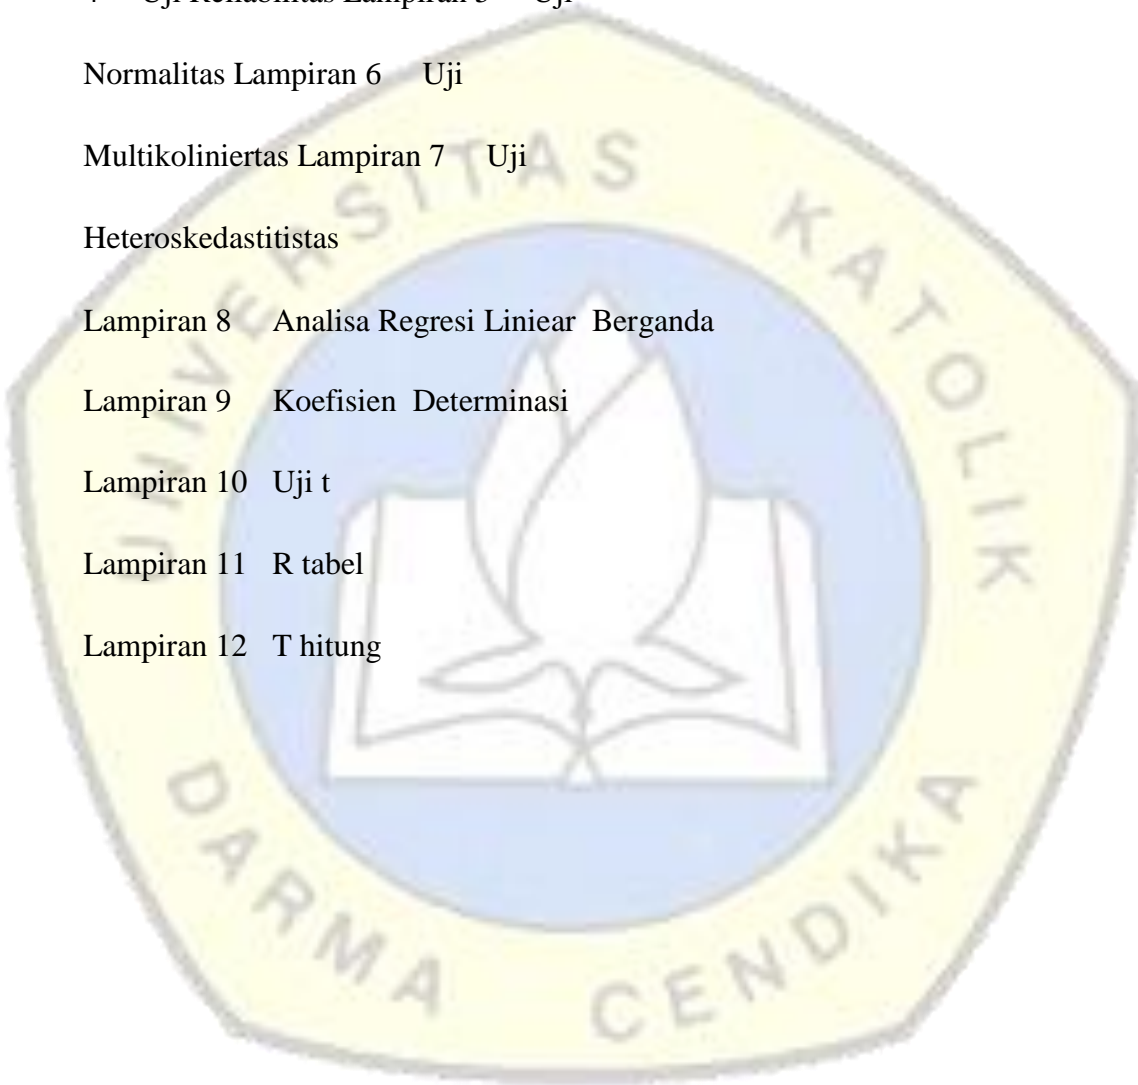 Normalitas Lampiran 6 Uji
Multikoliniertas Lampiran 7 Uji
Heteroskedastitistas
Lampiran 8 Analisa Regresi Liniear Berganda
Lampiran 9 Koefisien Determinasi
Lampiran 10 Uji t
Lampiran 11 R tabel
Lampiran 12 T hitung
UNIVERSITAS KATOLIK
DARMA CENDIKA